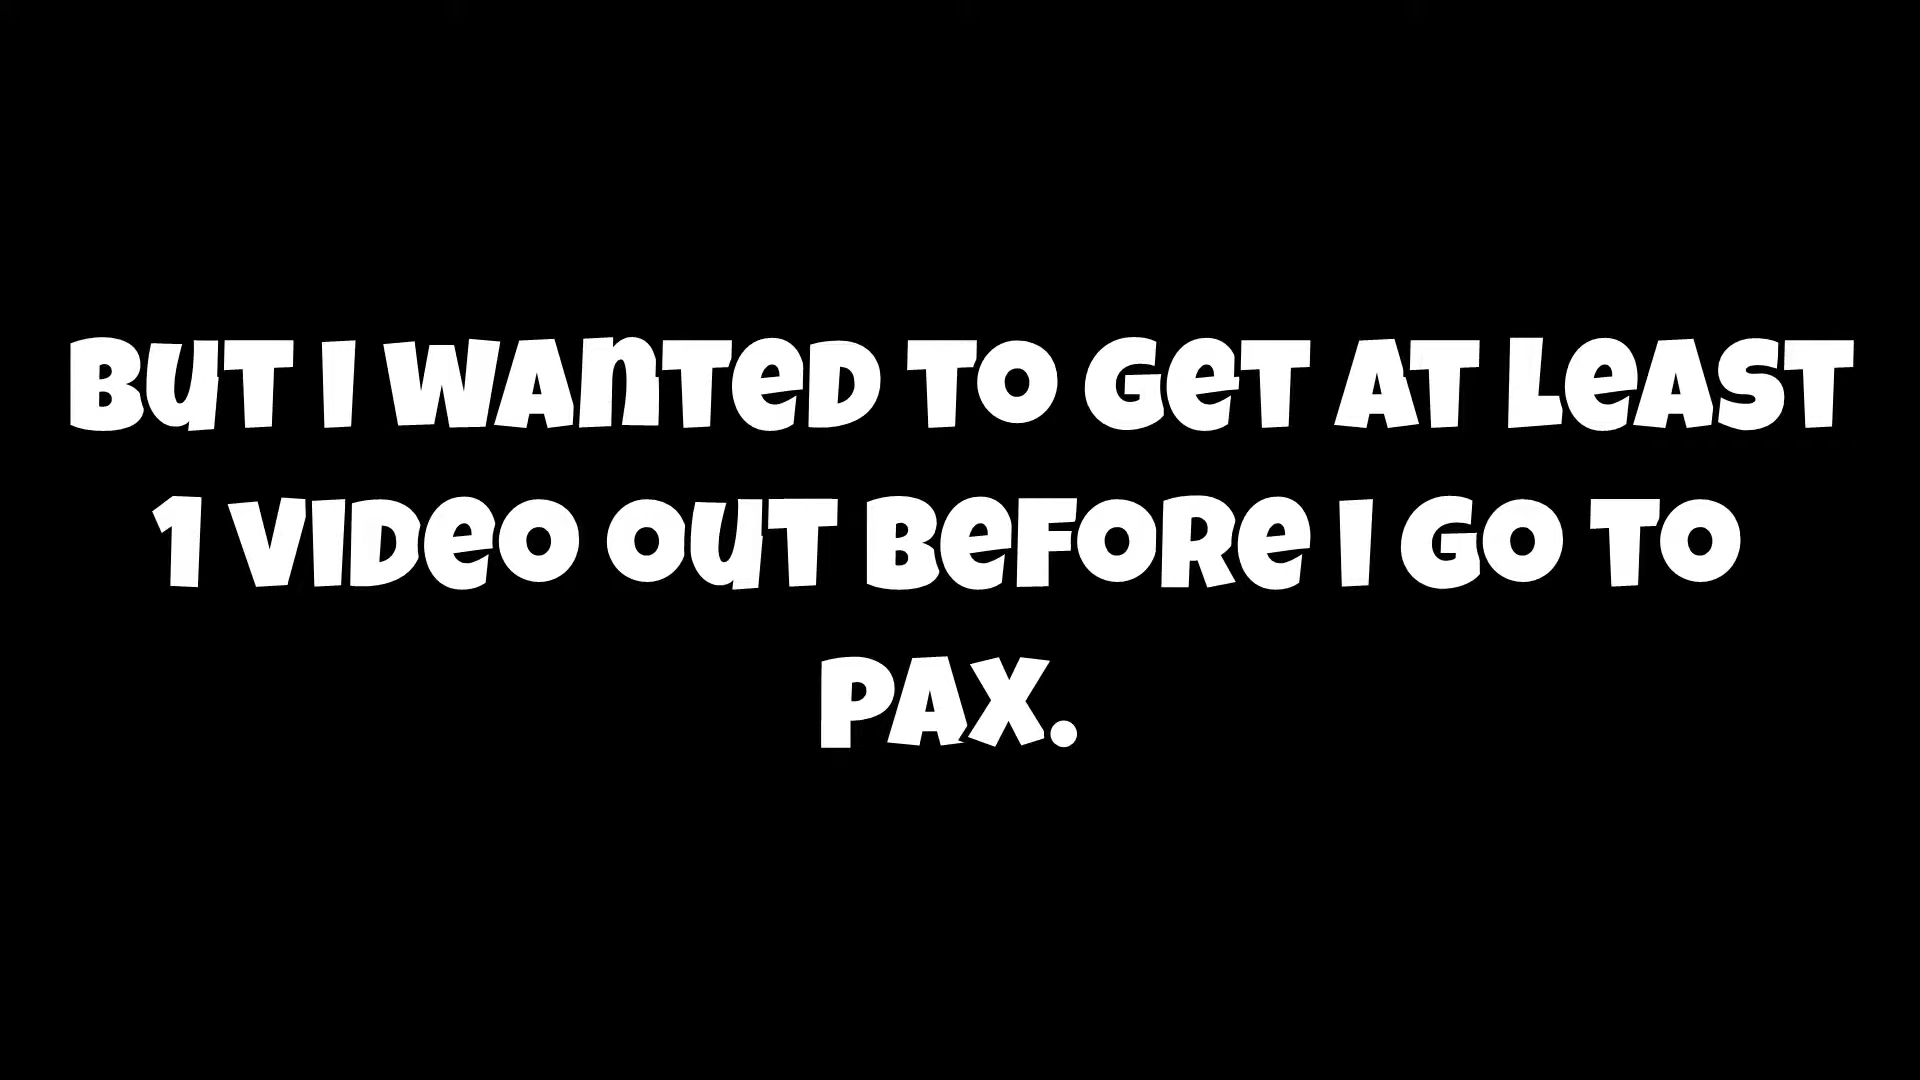 BUT I WANTED TO GET AT LEAST
1 VIDEO OUT BEFORE I GO TO
PAX.